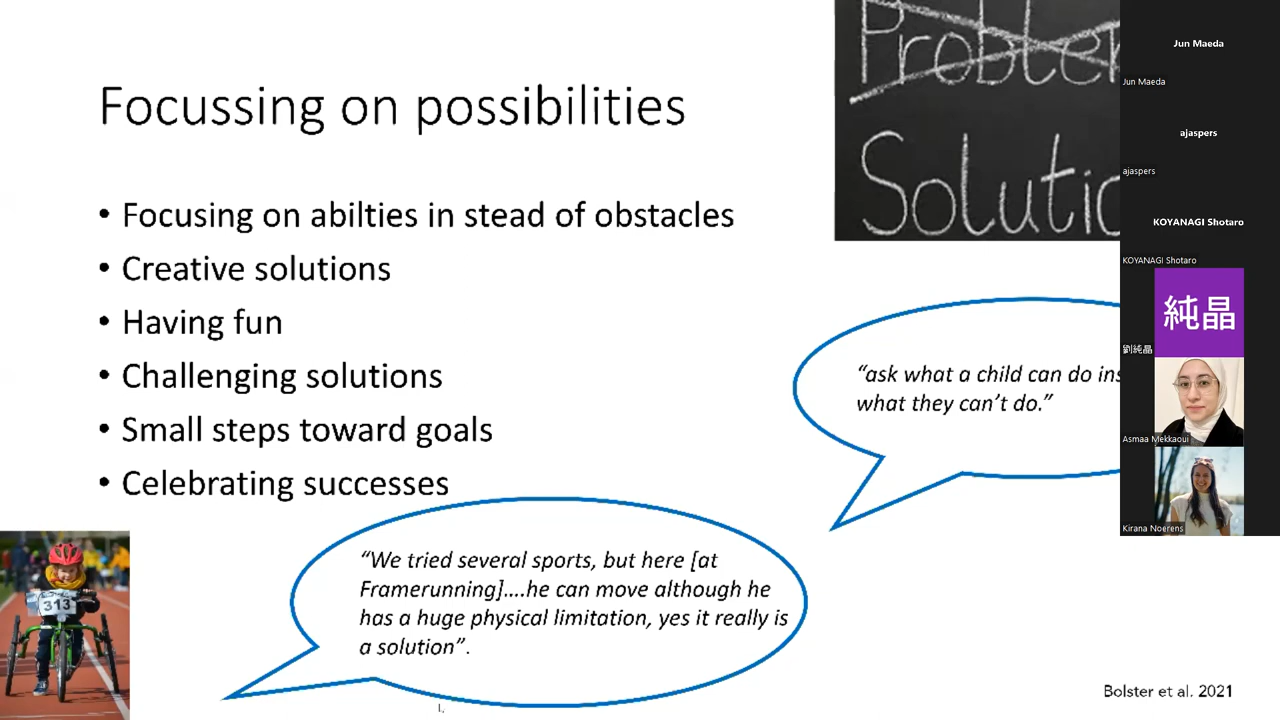 Focussing on possibilities
• Focusing on abilties in stead of obstacles
• Creative solutions
• Having fun
• Challenging solutions
• Small steps toward goals
• Celebrating successes
Solutio
“ask what a child can do ins
what they can’t do.”
“We tried several sports, but here [at
Framerunning]....he can move although he
has a huge physical limitation, yes it really is
a solution”.
313
Bolster et al. 2021
Jun Maeda
Jun Maeda
ajaspers
ajaspers
KOYANAGI Shotaro
KOYANAGI Shotaro
純晶
劉純晶
Asmaa Mekkaoui
Kirana Noerens